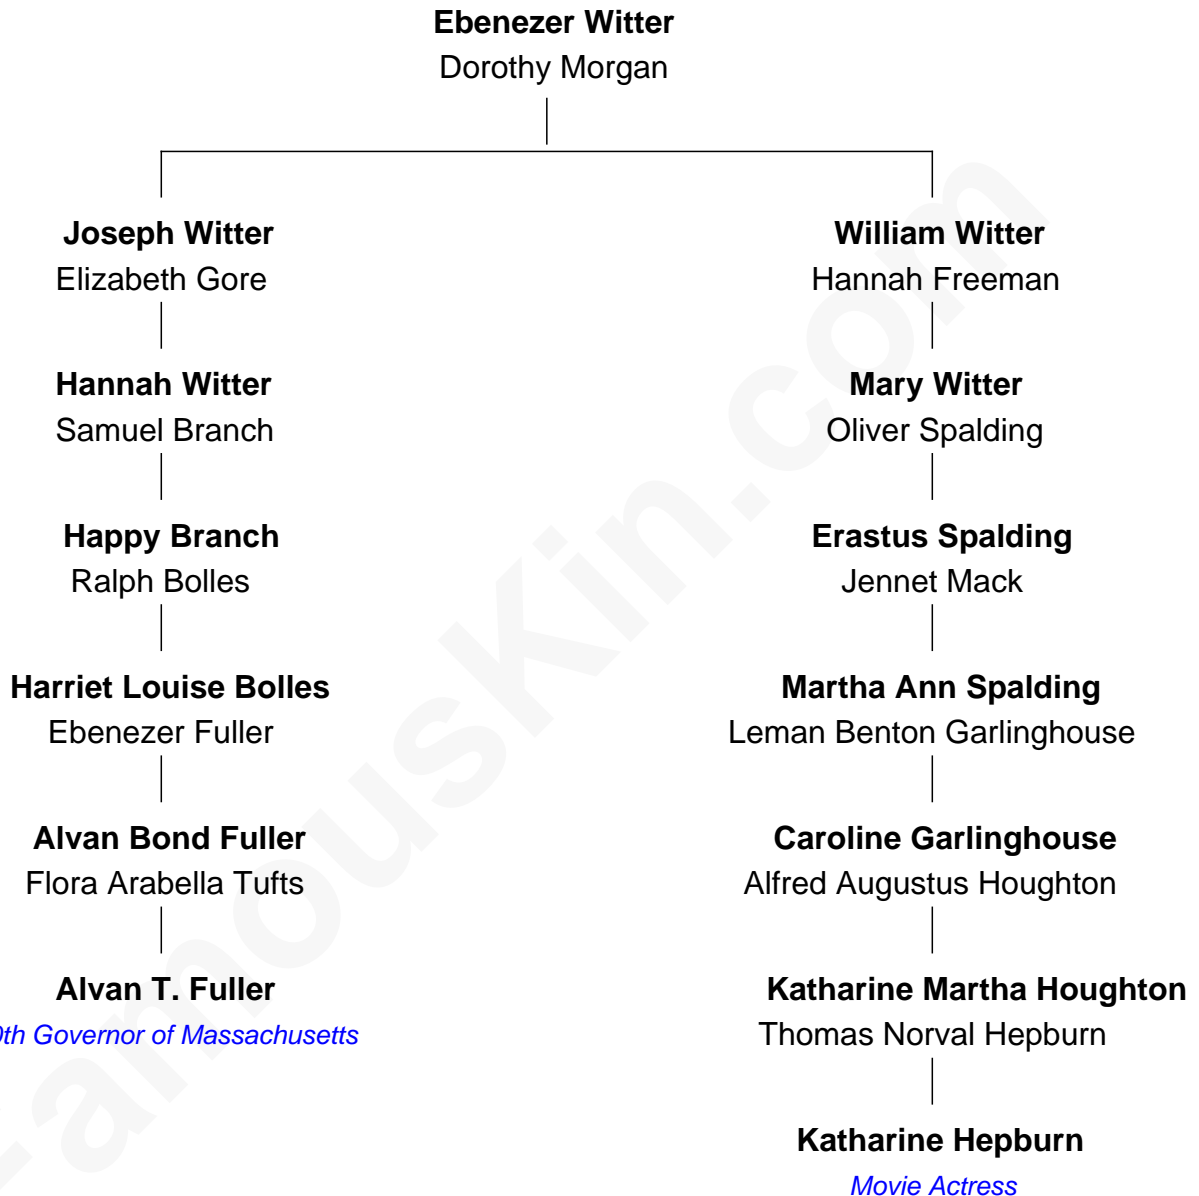 Ebenezer Witter
Dorothy Morgan
Joseph Witter
Elizabeth Gore
William Witter
Hannah Freeman
Hannah Witter
Samuel Branch
Mary Witter
Oliver Spalding
Happy Branch
Ralph Bolles
Erastus Spalding
Jennet Mack
Harriet Louise Bolles
Ebenezer Fuller
Martha Ann Spalding
Leman Benton Garlinghouse
Alvan Bond Fuller
Flora Arabella Tufts
Caroline Garlinghouse
Alfred Augustus Houghton
Alvan T. Fuller
0th Governor of Massachusetts
Katharine Martha Houghton
Thomas Norval Hepburn
Katharine Hepburn
Movie Actress
FamousKin.com